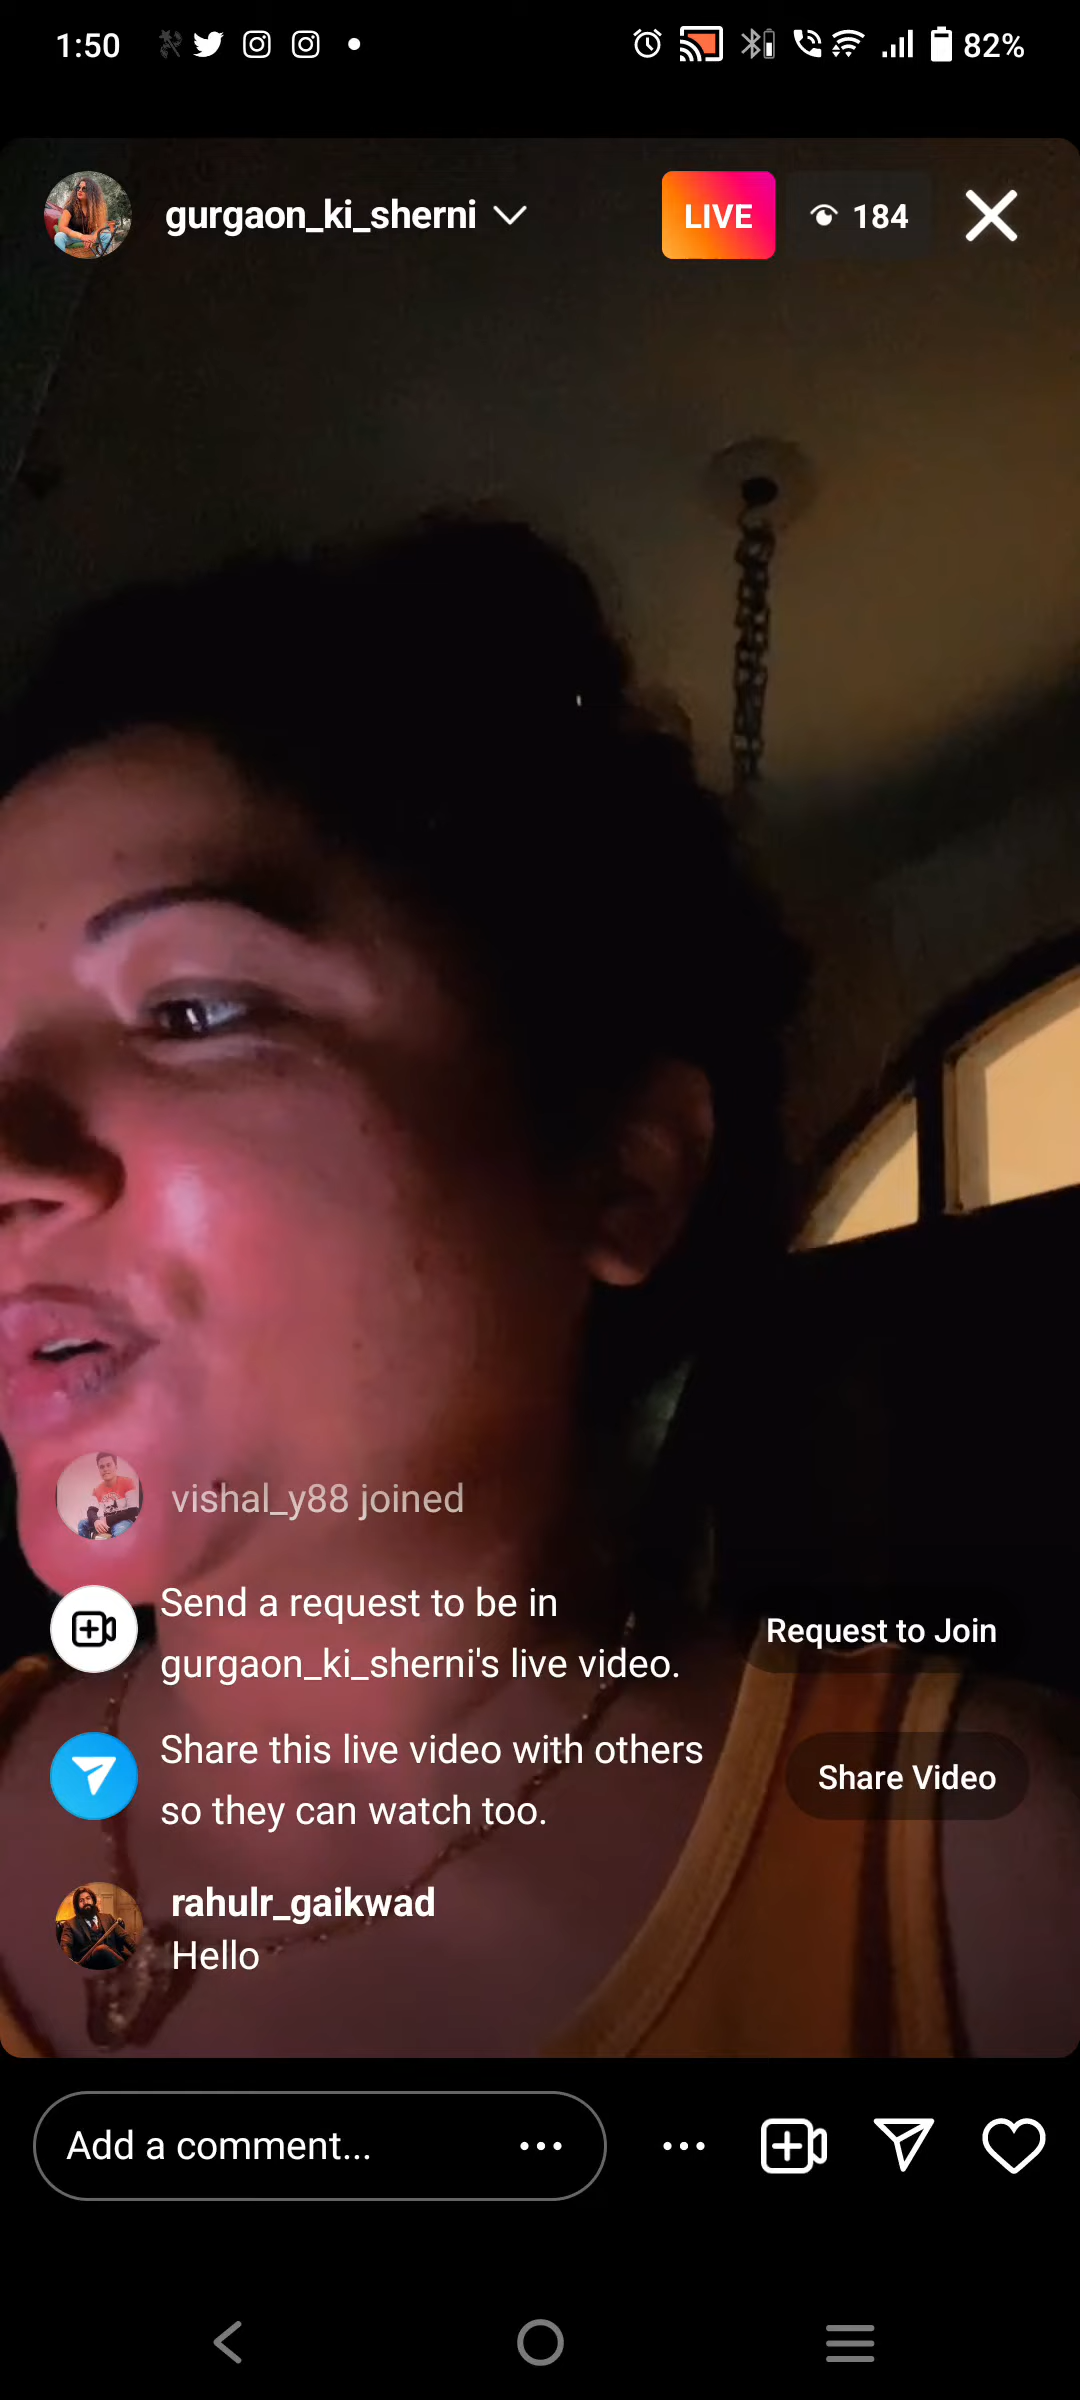 1:50
82%
gurgaon_ki_sherni
LIVE
184
vishal_y88 joined
Send a request to be in
gurgaon_ki_sherni's live video.
Request to Join
Share this live video with others
so they can watch too.
Share Video
rahulr_gaikwad
Hello
Add a comment...